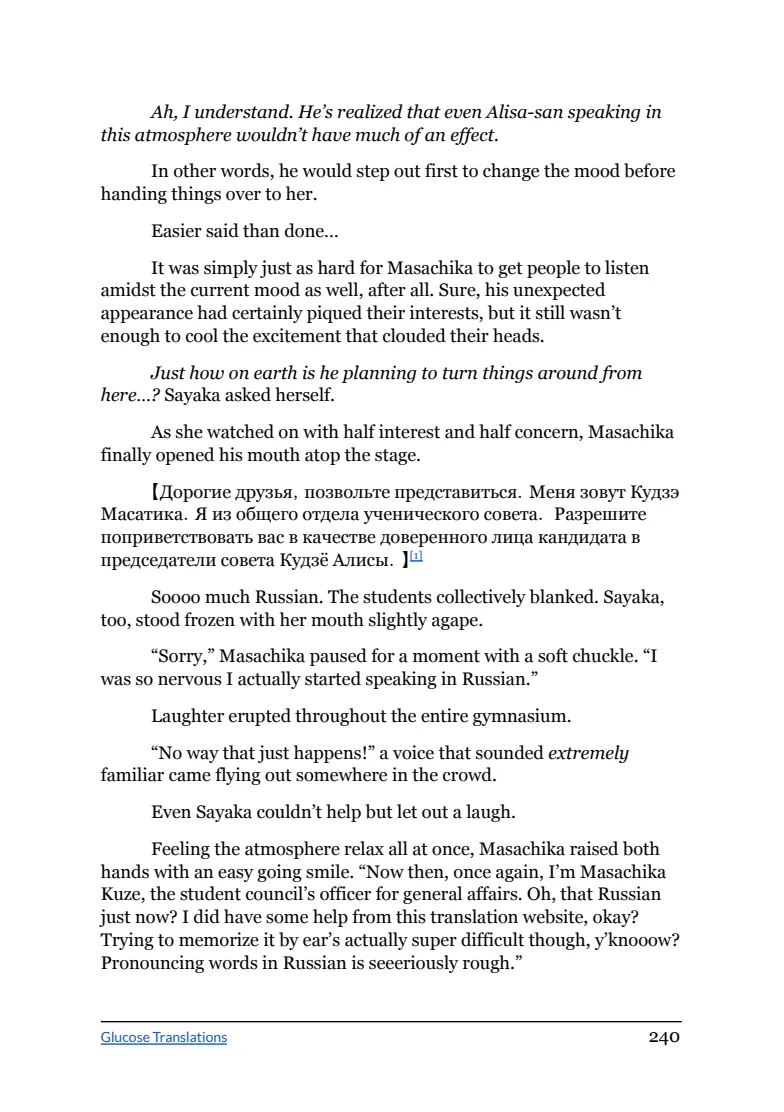 Ah, I understand. He’s realized that even Alisa-san speaking in
this atmosphere wouldn’t have much of an effect.
In other words, he would step out first to change the mood before
handing things over to her.
Easier said than done…
It was simply just as hard for Masachika to get people to listen
amidst the current mood as well, after all. Sure, his unexpected
appearance had certainly piqued their interests, but it still wasn’t
enough to cool the excitement that clouded their heads.
Just how on earth is he planning to turn things around from
here…? Sayaka asked herself.
As she watched on with half interest and half concern, Masachika
finally opened his mouth atop the stage.
【Дорогие друзья, позвольте представиться. Меня зовут Кудзэ
Масатика. Я из общего отдела ученического совета. Разрешите
поприветствовать вас в качестве доверенного лица кандидата в
председатели совета Кудзё Алисы. 】[1]
Soooo much Russian. The students collectively blanked. Sayaka,
too, stood frozen with her mouth slightly agape.
“Sorry,” Masachika paused for a moment with a soft chuckle. “I
was so nervous I actually started speaking in Russian.”
Laughter erupted throughout the entire gymnasium.
“No way that just happens!” a voice that sounded extremely
familiar came flying out somewhere in the crowd.
Even Sayaka couldn’t help but let out a laugh.
Feeling the atmosphere relax all at once, Masachika raised both
hands with an easy going smile. “Now then, once again, I’m Masachika
Kuze, the student council’s officer for general affairs. Oh, that Russian
just now? I did have some help from this translation website, okay?
Trying to memorize it by ear’s actually super difficult though, y’knooow?
Pronouncing words in Russian is seeeriously rough.”
Glucose Translations
240